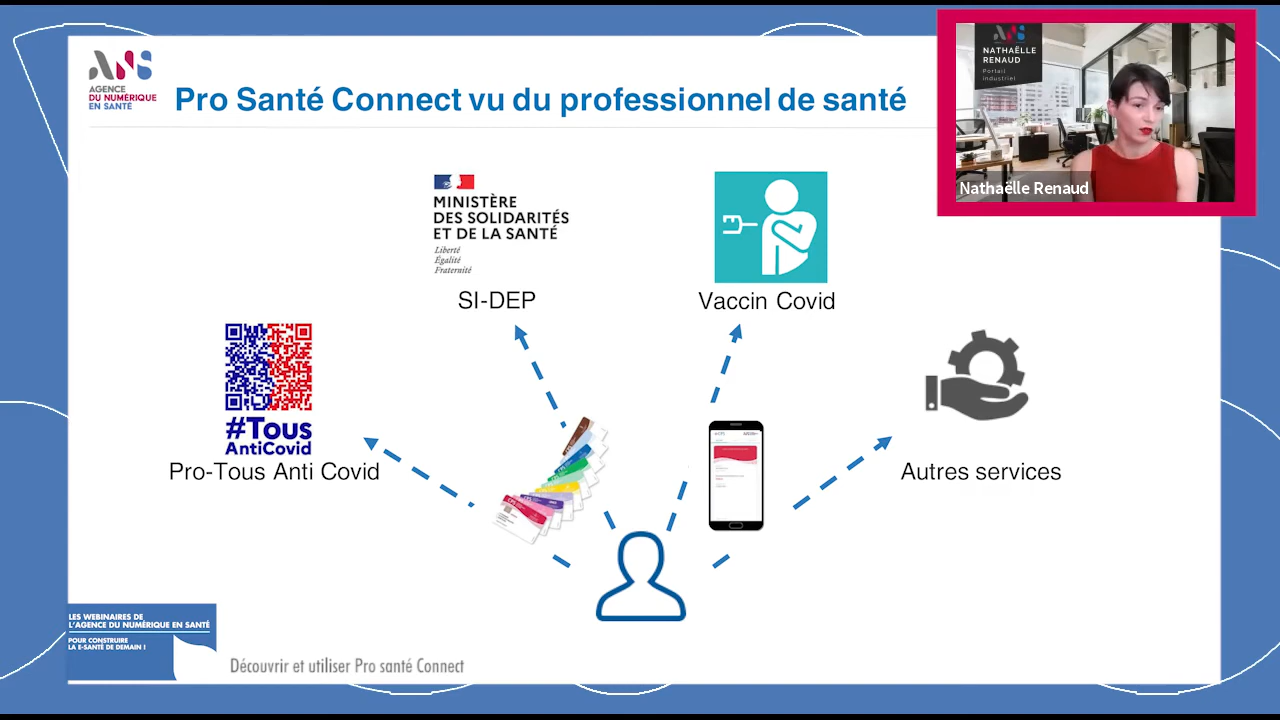 ANS
AGENCE
DU NUMÉRIQUE
EN SANTÉ
Pro Santé Connect vu du professionnel de santé
NATHAËLLE
RENAUD
Portail
Industriel
Nathaëlle Renaud
MINISTÈRE
DES SOLIDARITÉS
ET DE LA SANTÉ
Liberté
Égalité
Fraternité
SI-DEP
Vaccin Covid
#Tous
AntiCovid
Pro-Tous Anti Covid
Autres services
LES WEBINAIRES DE
L'AGENCE DU NUMÉRIQUE EN SANTÉ
POUR CONSTRUIRE
LA E-SANTÉ DE DEMAIN !
Découvrir et utiliser Pro santé Connect